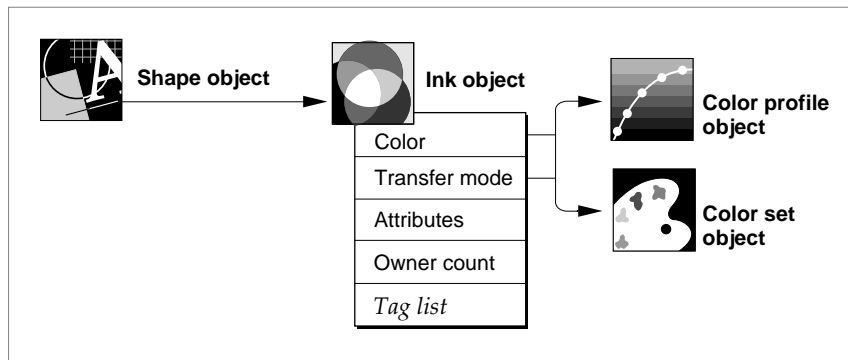 Shape object
Ink object
Color
Transfer mode
Attributes
Owner count
Tag list
Color profile
object
Color set
object